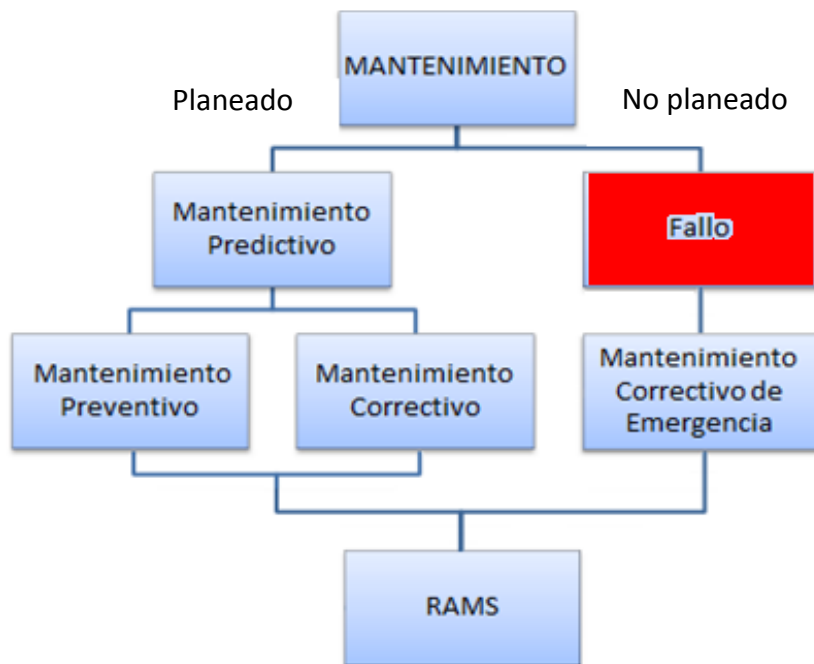 MANTENIMIENTO
Planeado
No planeado
Mantenimiento
Predictivo
Fallo
Mantenimiento
Preventivo
Mantenimiento
Correctivo
Mantenimiento
Correctivo de
Emergencia
RAMS